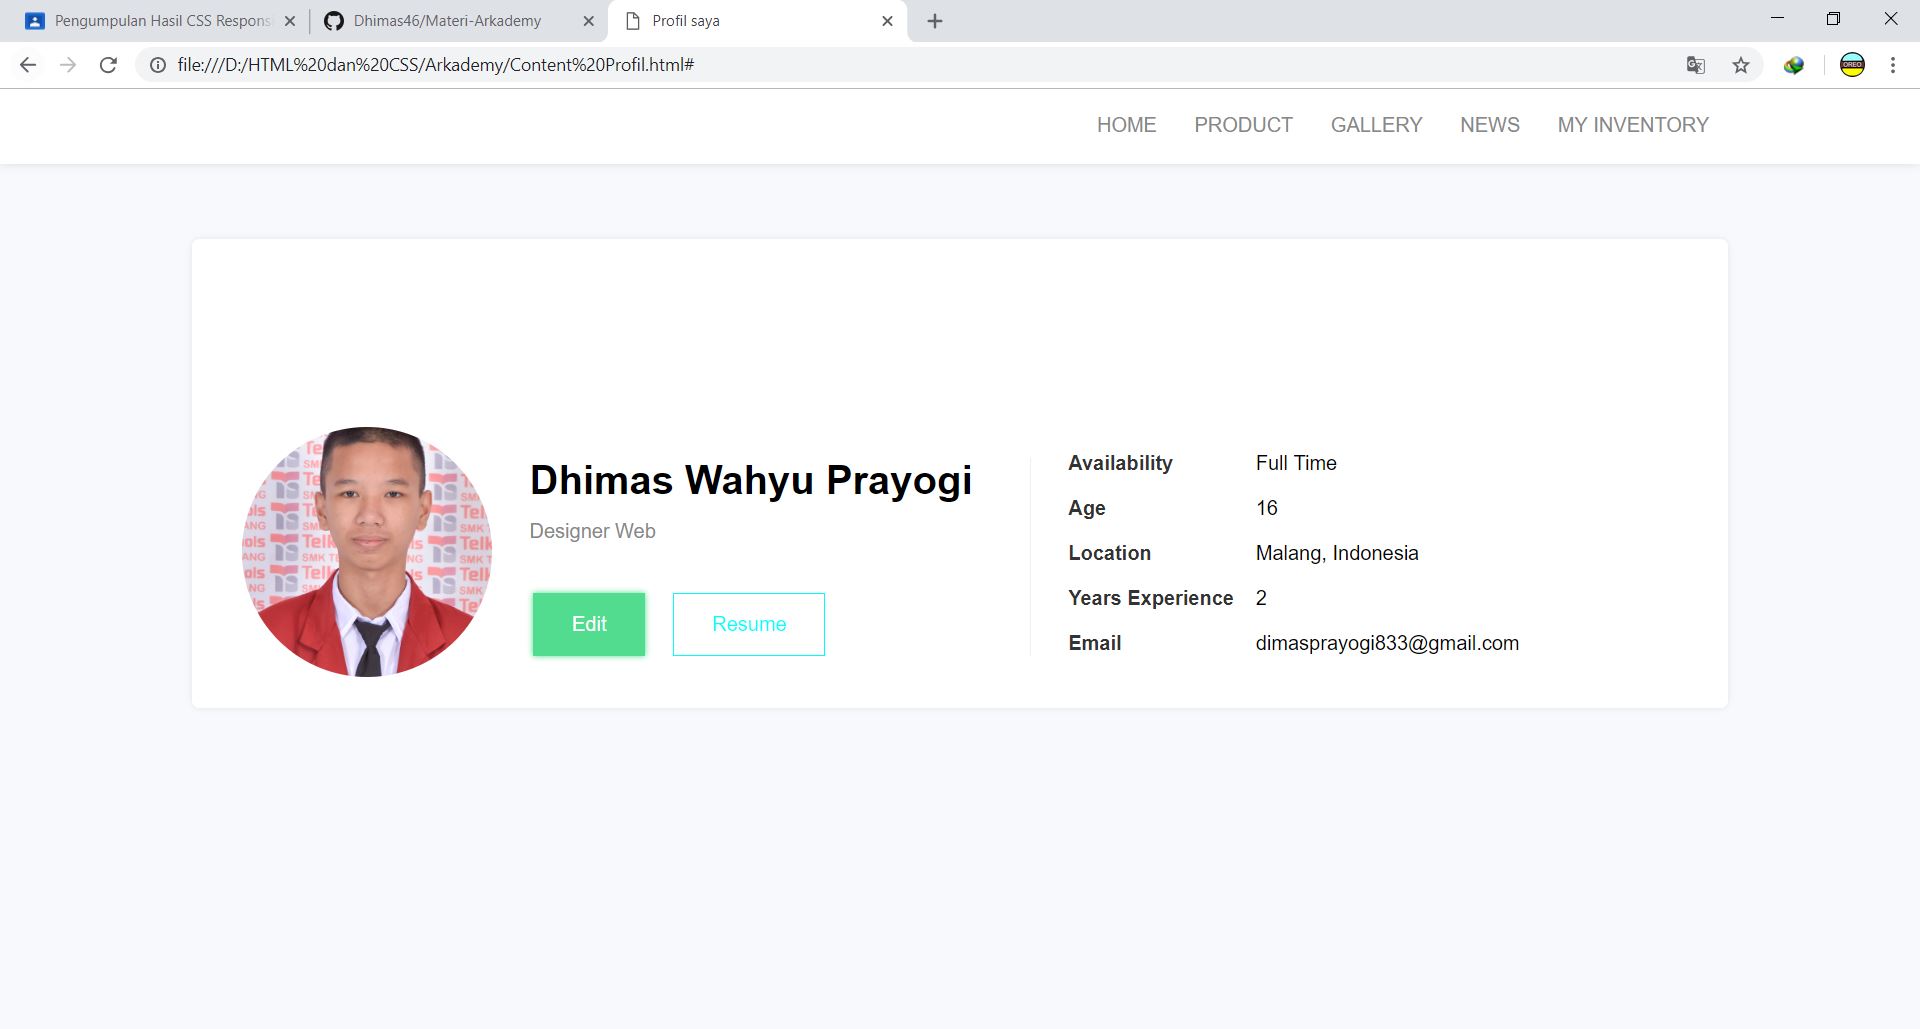 Pengumpulan Hasil CSS Respons
Dhimas46/Materi-Arkademy
Profil saya
file:///D:/HTML%20dan%20CSS/Arkademy/Content%20Profil.html#
OREO
HOME PRODUCT GALLERY NEWS MY INVENTORY
Dhimas Wahyu Prayogi
Designer Web
Edit Resume
Availability Full Time
Age 16
Location Malang, Indonesia
Years Experience 2
Email dimasprayogi833@gmail.com